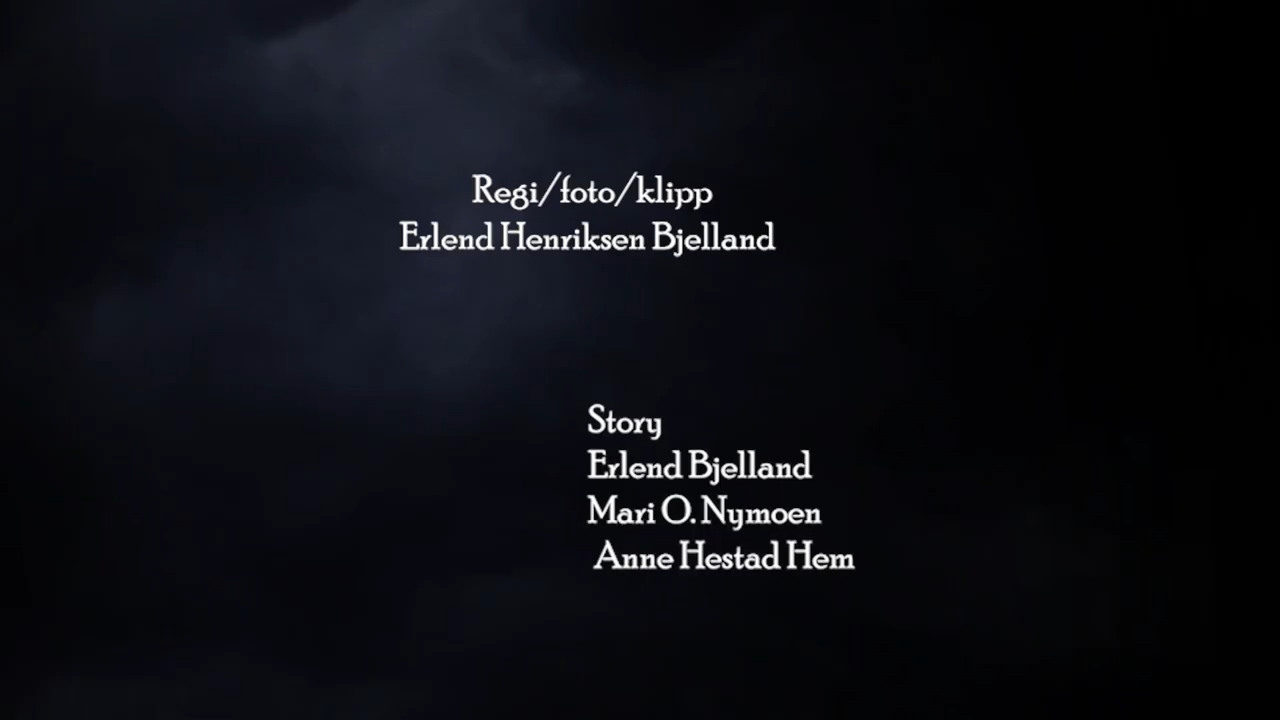 Regi/foto/klipp
Erlend Henriksen Bjelland
Story
Erlend Bjelland
Mari O. Nymoen
Anne Hestad Hem